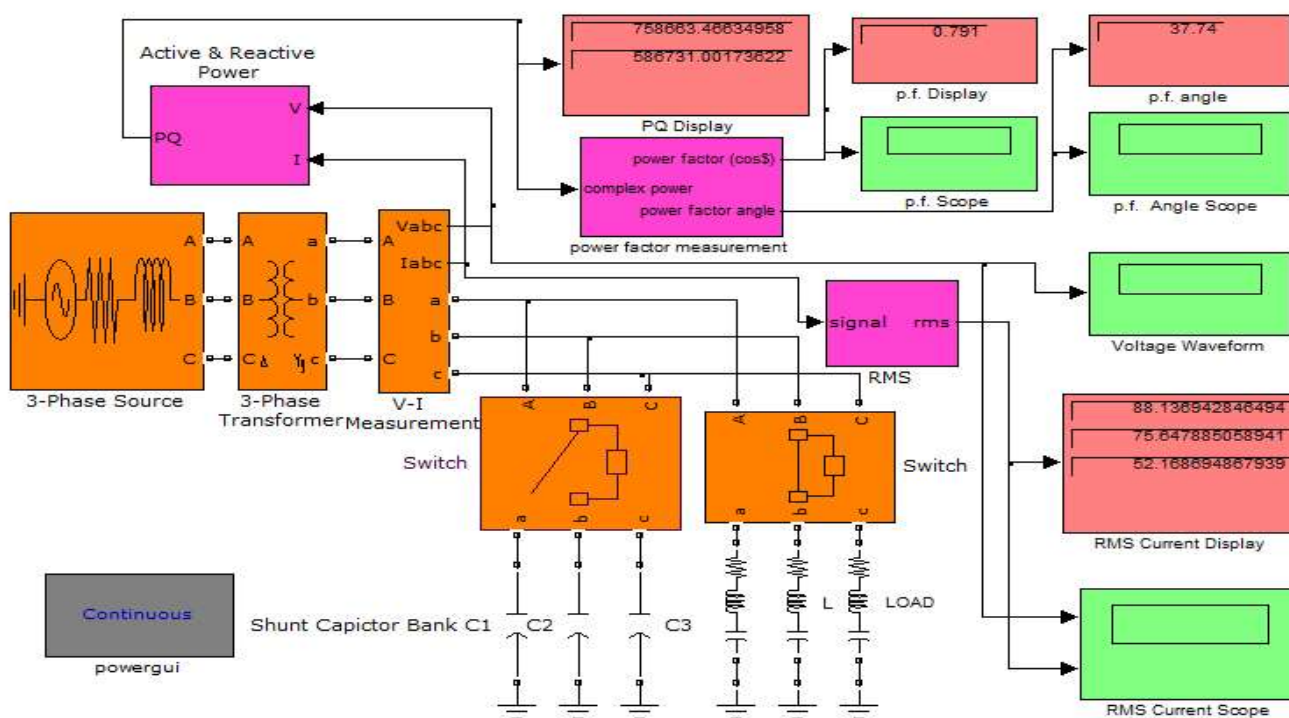 758663.46634958
586731.00173622
PQ Display
0.791
p.f. Display
37.74
p.f. angle
Active & Reactive
Power
V
PQ
I
power factor (cos$)
complex power
power factor angle
power factor measurement
p.f. Scope
p.f. Angle Scope
A
B
C
3-Phase Source
A
a
B
b
C
c
Δ
Yg
3-Phase
Transformer
A
B
C
Vabc
Iabc
a
b
c
V-I
Measurement
signal
rms
RMS
Voltage Waveform
A
B
C
a
b
c
Switch
A
B
C
a
b
c
Switch
88.136942846494
75.647885058941
52.168694867939
RMS Current Display
Continuous
powergui
Shunt Capictor Bank C1
C2
C3
L
LOAD
RMS Current Scope